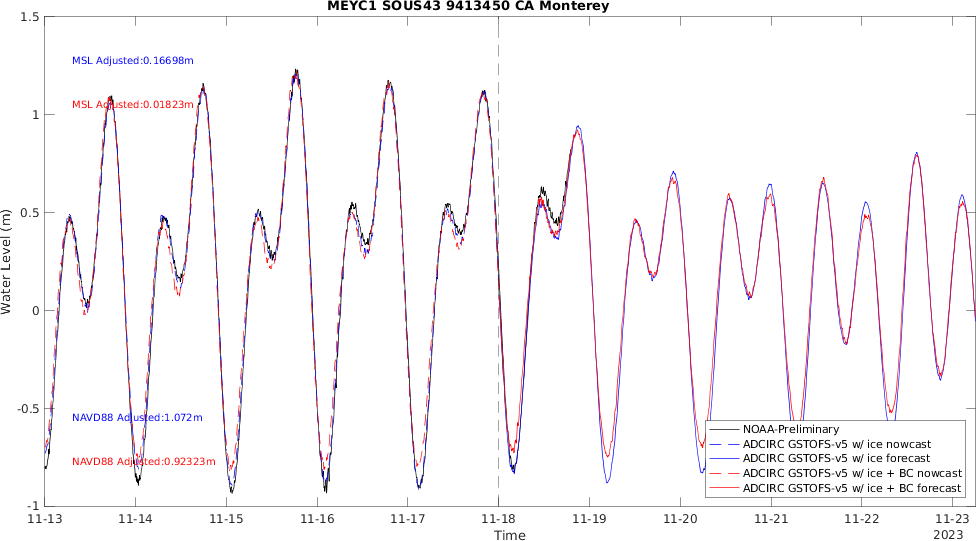 MEYC1 SOUS43 9413450 CA Monterey
Water Level (m)
1.5
1
0.5
0
-0.5
-1
MSL Adjusted:0.16698m
MSL Adjusted:0.01823m
NAVD88 Adjusted:1.072m
NAVD88 Adjusted:0.92323m
NOAA-Preliminary
ADCIRC GSTOFS-v5 w/ ice nowcast
ADCIRC GSTOFS-v5 w/ ice forecast
ADCIRC GSTOFS-v5 w/ ice + BC nowcast
ADCIRC GSTOFS-v5 w/ ice + BC forecast
11-13 11-14 11-15 11-16 11-17 11-18 11-19 11-20 11-21 11-22 11-23
Time
2023